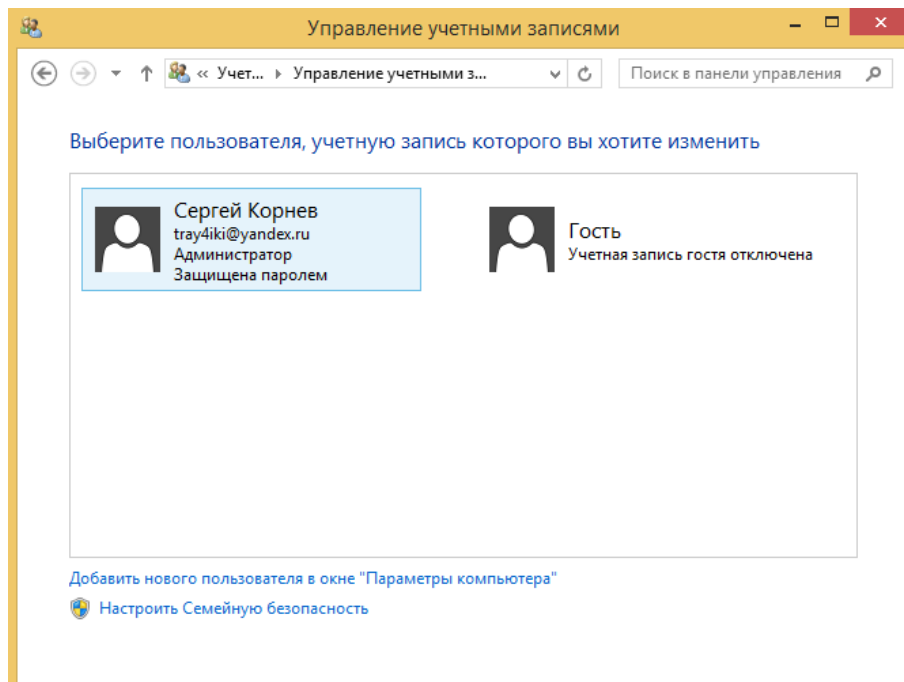 Управление учетными записями
« Учет... Управление учетными з... Поиск в панели управления
Выберите пользователя, учетную запись которого вы хотите изменить
Сергей Корнев
tray4iki@yandex.ru
Администратор
Защищена паролем
Гость
Учетная запись гостя отключена
Добавить нового пользователя в окне "Параметры компьютера"
Настроить Семейную безопасность